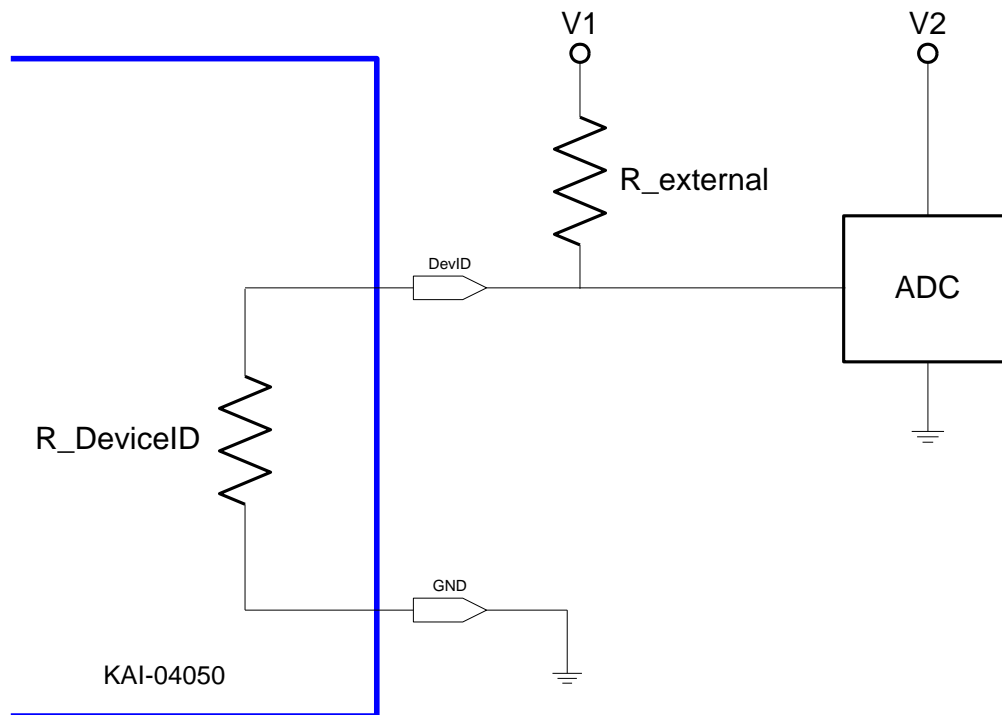 V1
V2
R_external
DevID
ADC
R_DeviceID
GND
KAI-04050